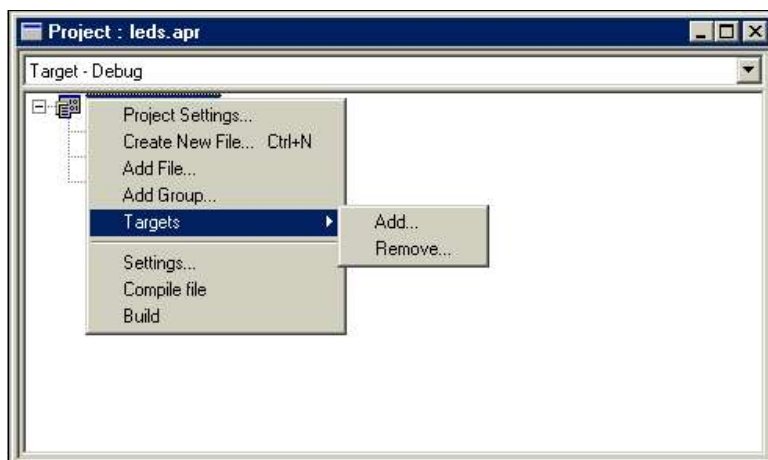 Project : leds.apr
Target - Debug
Project Settings...
Create New File... Ctrl+N
Add File...
Add Group...
Targets
Add...
Remove...
Settings...
Compile file
Build